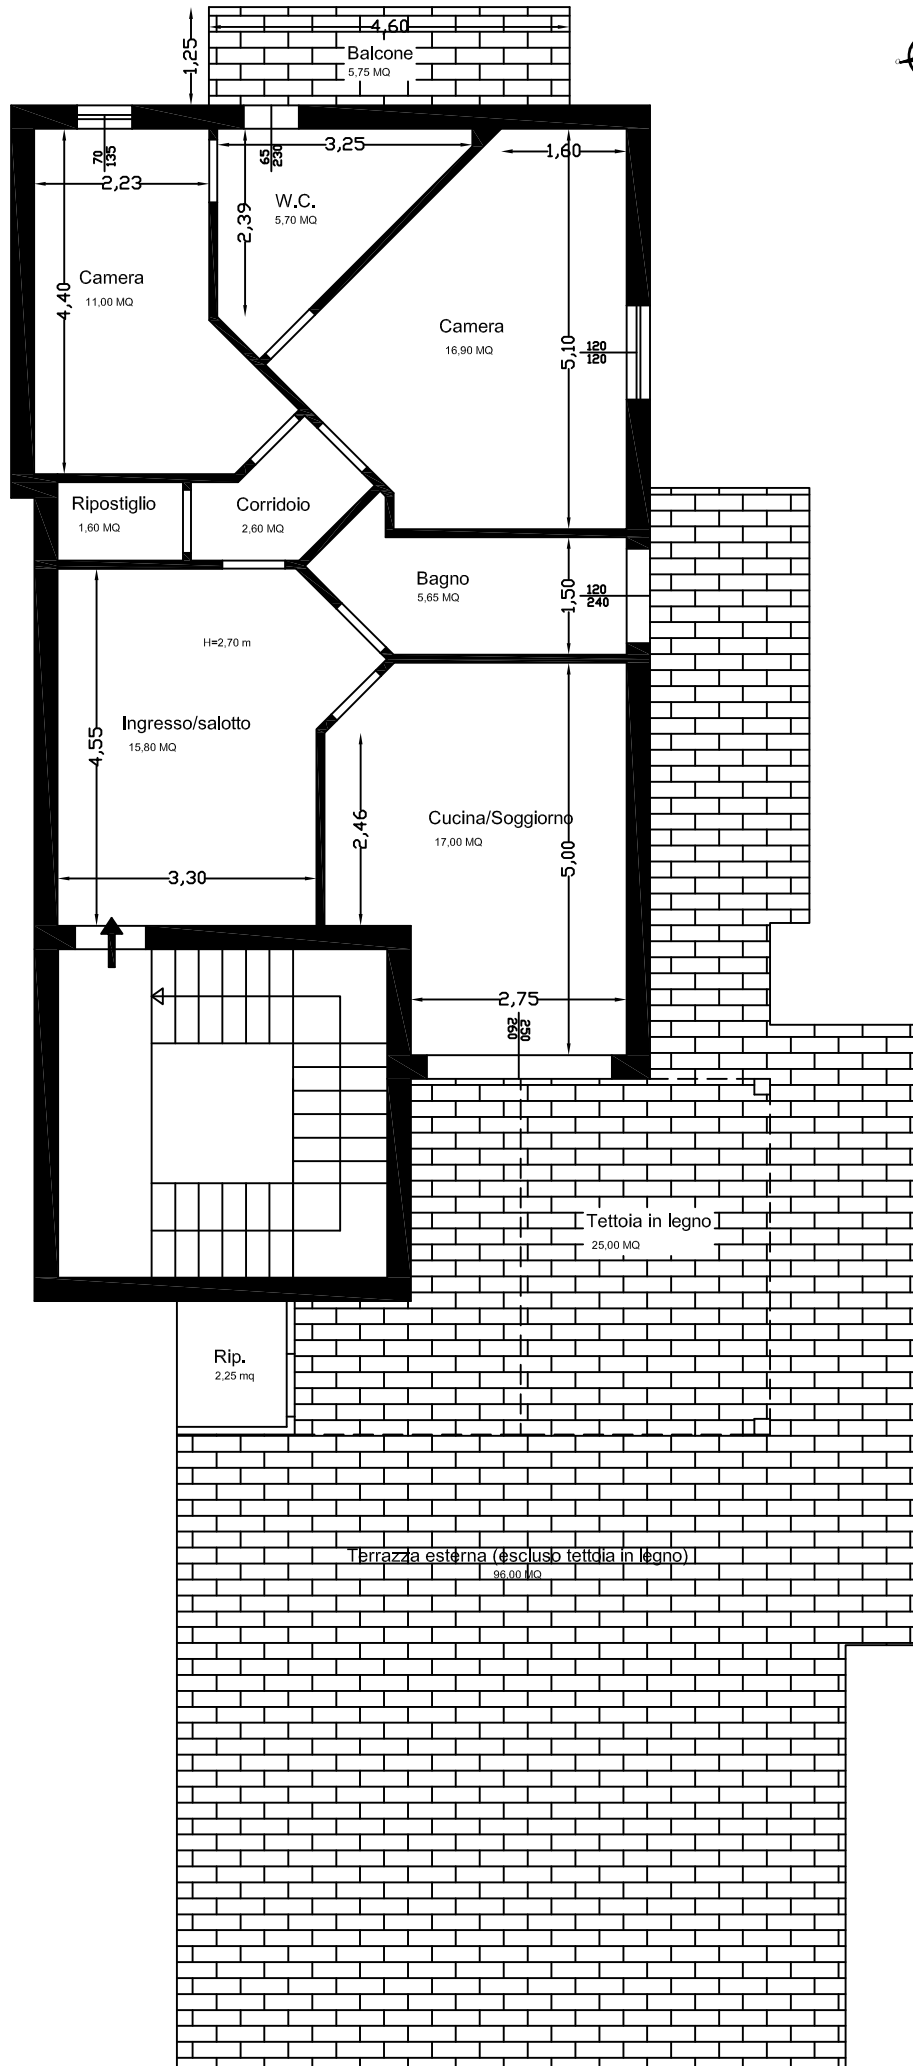 4,60
1,25
Balcone
5,75 MQ
70
135
65
230
3,25
1,60
2,23
W.C.
5,70 MQ
2,39
Camera
11,00 MQ
4,40
Camera
16,90 MQ
5,10
120
120
Ripostiglio
1,60 MQ
Corridoio
2,60 MQ
Bagno
5,65 MQ
1,50
120
240
H=2,70 m
Ingresso/salotto
15,80 MQ
4,55
2,46
Cucina/Soggiorno
17,00 MQ
5,00
3,30
2,75
250
260
Tettoia in legno
25,00 MQ
Rip.
2,25 mq
Terrazza esterna (escluso tettoia in legno)
96,00 MQ